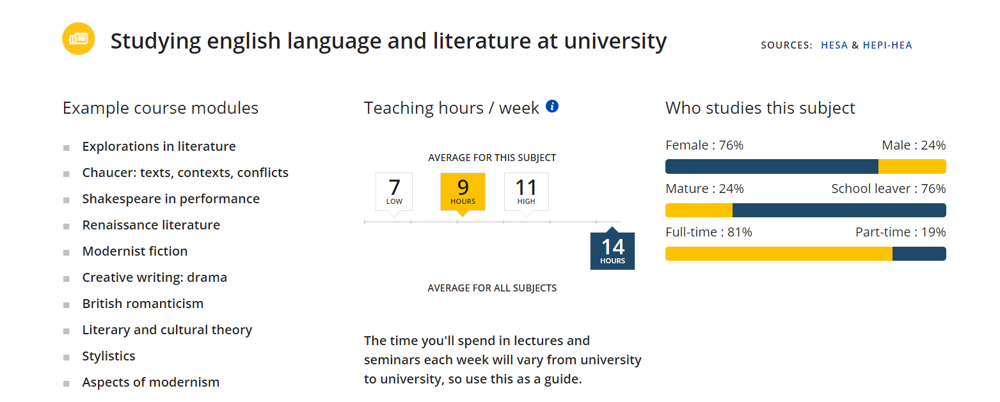 Studying english language and literature at university
SOURCES: HESA & HEPI-HEA
Example course modules
Explorations in literature
Chaucer: texts, contexts, conflicts
Shakespeare in performance
Renaissance literature
Modernist fiction
Creative writing: drama
British romanticism
Literary and cultural theory
Stylistics
Aspects of modernism
Teaching hours / week i
AVERAGE FOR THIS SUBJECT
7 9 11
LOW HOURS HIGH
14
HOURS
AVERAGE FOR ALL SUBJECTS
The time you'll spend in lectures and
seminars each week will vary from university
to university, so use this as a guide.
Who studies this subject
Female : 76% Male : 24%
Mature : 24% School leaver : 76%
Full-time : 81% Part-time : 19%